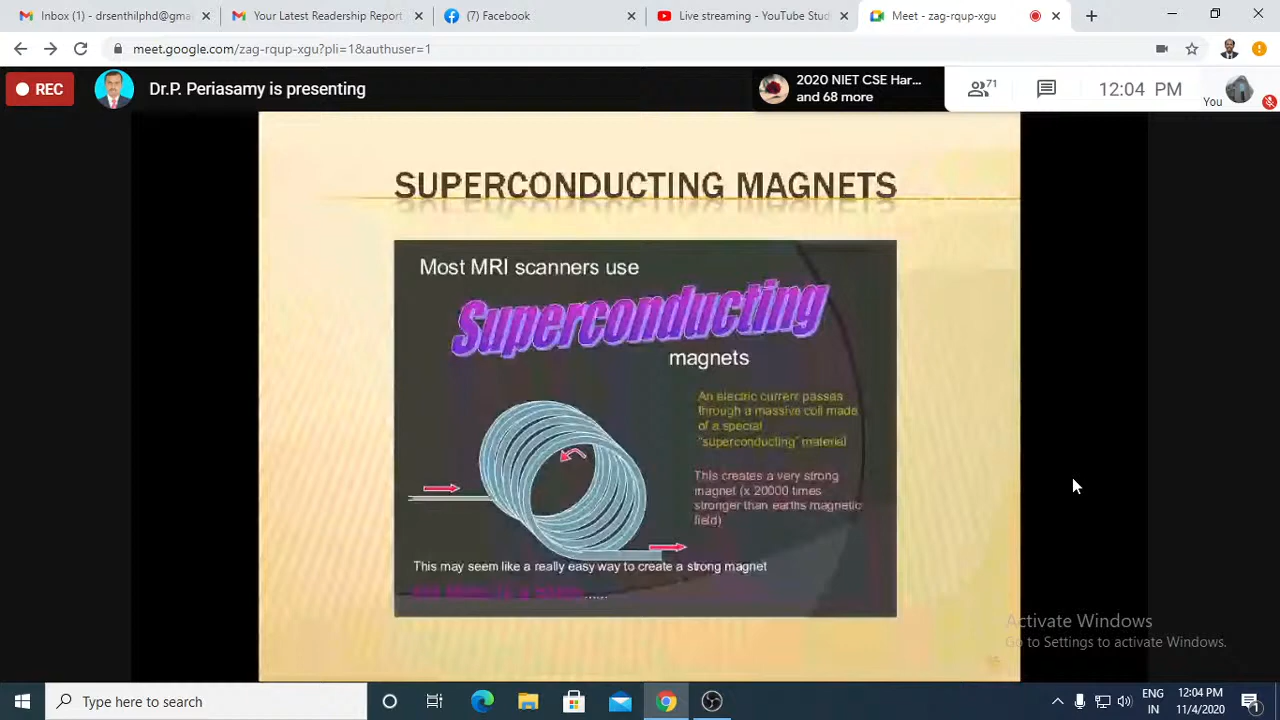 Inbox (1) - drsenthilphd@gma
Your Latest Readership Report
(7) Facebook
Live streaming - YouTube Stud
Meet - zag-rqup-xgu
meet.google.com/zag-rqup-xgu?pli=1&authuser=1
REC
Dr.P. Periasamy is presenting
2020 NIET CSE Har...
and 68 more
71
12:04 PM
You
SUPERCONDUCTING MAGNETS
Most MRI scanners use
Superconducting
magnets
An electric current passes
through a massive coil made
of a special
"superconducting" material
This creates a very strong
magnet (x 20000 times
stronger than earths magnetic
field)
This may seem like a really easy way to create a strong magnet
......
Activate Windows
Go to Settings to activate Windows.
Type here to search
ENG
IN
12:04 PM
11/4/2020
1